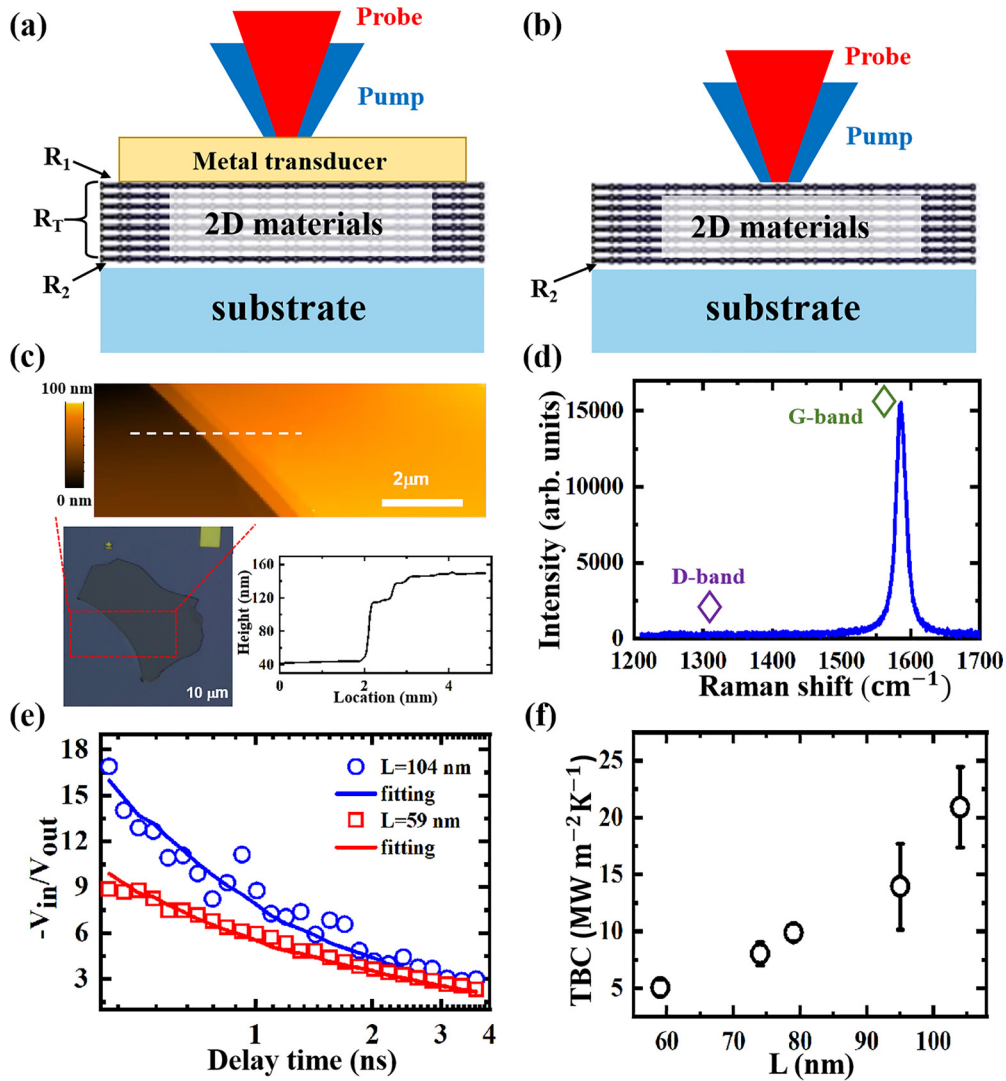 (a)
Probe
Pump
Metal transducer
R1
RT
2D materials
R2
substrate
(b)
Probe
Pump
2D materials
R2
substrate
(c)
100 nm
0 nm
2μm
10 μm
Height (nm)
160
120
80
40
0
2
4
Location (mm)
(d)
Intensity (arb. units)
15000
10000
5000
0
G-band
D-band
1200
1300
1400
1500
1600
1700
Raman shift (cm⁻¹)
(e)
-Vin/Vout
18
15
12
9
6
3
L=104 nm
fitting
L=59 nm
fitting
1
2
3
4
Delay time (ns)
(f)
TBC (MW m⁻²K⁻¹)
25
20
15
10
5
60
70
80
90
100
L (nm)